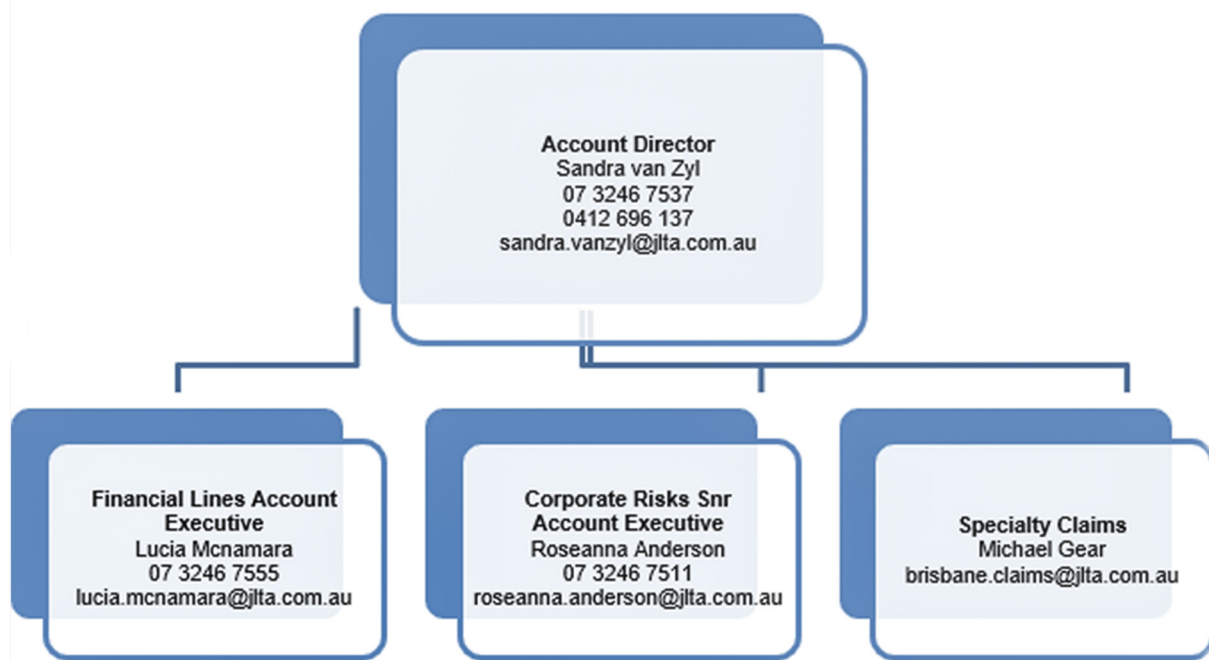 Account Director
Sandra van Zyl
07 3246 7537
0412 696 137
sandra.vanzyl@jlta.com.au
Financial Lines Account
Executive
Lucia Mcnamara
07 3246 7555
lucia.mcnamara@jlta.com.au
Corporate Risks Snr
Account Executive
Roseanna Anderson
07 3246 7511
roseanna.anderson@jlta.com.au
Specialty Claims
Michael Gear
brisbane.claims@jlta.com.au